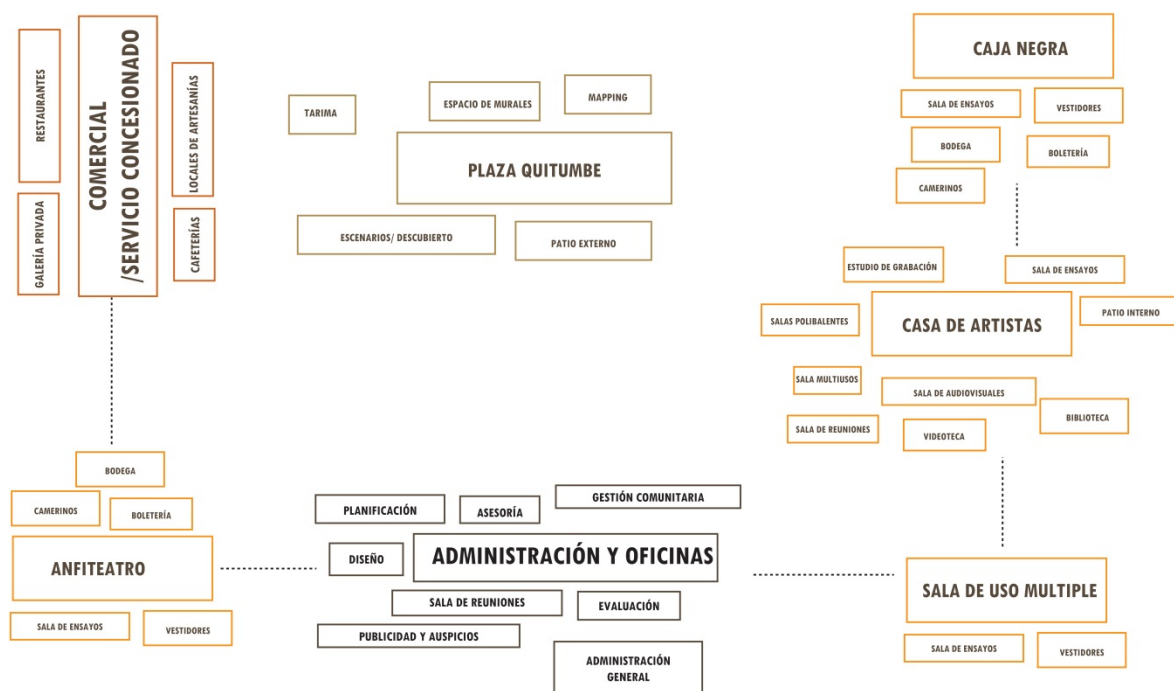 RESTAURANTES
GALERÍA PRIVADA
COMERCIAL
/SERVICIO CONCESIONADO
LOCALES DE ARTESANÍAS
CAFETERÍAS
TARIMA
ESPACIO DE MURALES
MAPPING
PLAZA QUITUMBE
ESCENARIOS/ DESCUBIERTO
PATIO EXTERNO
CAJA NEGRA
SALA DE ENSAYOS
VESTIDORES
BODEGA
BOLETERÍA
CAMERINOS
ESTUDIO DE GRABACIÓN
SALA DE ENSAYOS
SALAS POLIBALENTES
CASA DE ARTISTAS
PATIO INTERNO
SALA MULTIUSOS
SALA DE AUDIOVISUALES
BIBLIOTECA
SALA DE REUNIONES
VIDEOTECA
BODEGA
CAMERINOS
BOLETERÍA
ANFITEATRO
SALA DE ENSAYOS
VESTIDORES
PLANIFICACIÓN
ASESORÍA
GESTIÓN COMUNITARIA
DISEÑO
ADMINISTRACIÓN Y OFICINAS
SALA DE REUNIONES
EVALUACIÓN
PUBLICIDAD Y AUSPICIOS
ADMINISTRACIÓN
GENERAL
SALA DE USO MULTIPLE
SALA DE ENSAYOS
VESTIDORES